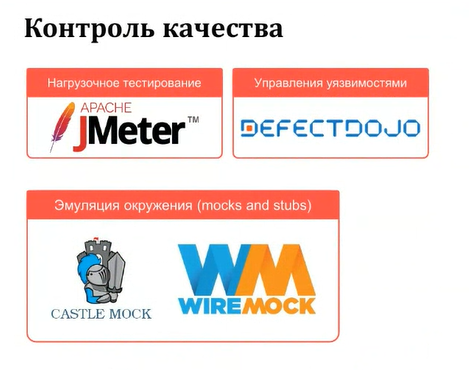 Контроль качества
Нагрузочное тестирование
APACHE
JMeter™
Управления уязвимостями
DEFECTDOJO
Эмуляция окружения (mocks and stubs)
CASTLE MOCK
WM
WIREMOCK